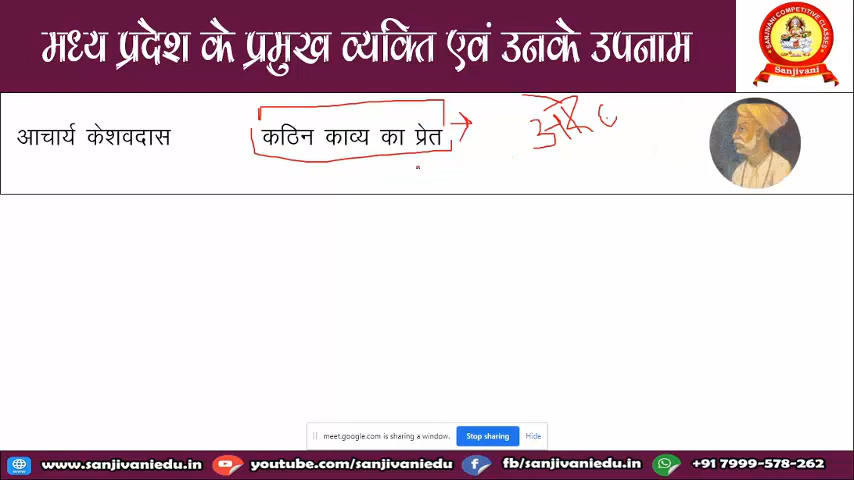 मध्य प्रदेश के प्रमुख व्यक्ति एवं उनके उपनाम
SANJIVANI COMPETITIVE CLASSES
Sanjivani
आचार्य केशवदास कठिन काव्य का प्रेत
meet.google.com is sharing a window. Stop sharing Hide
www.sanjivaniedu.in youtube.com/sanjivaniedu fb/sanjivaniedu.in +91 7999-578-262